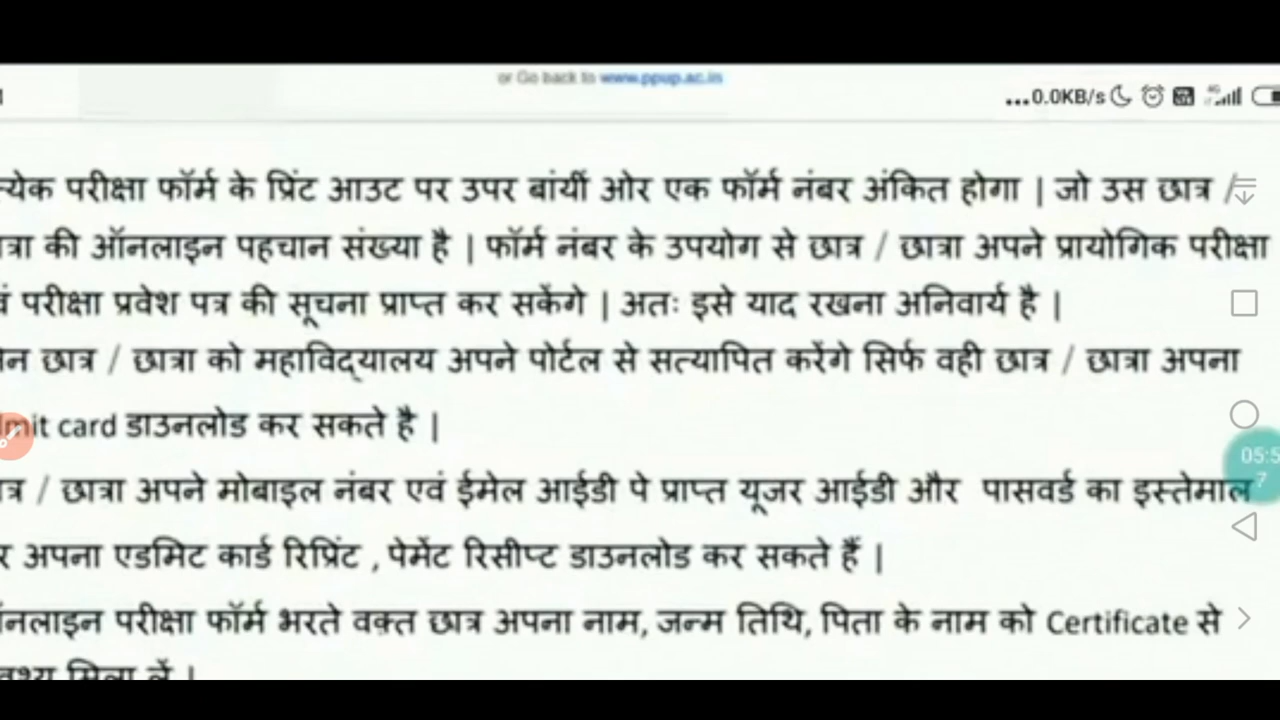 or Go back to www.ppup.ac.in
...0.0KB/s
परीक्षा फॉर्म के प्रिंट आउट पर उपर बांयीं ओर एक फॉर्म नंबर अंकित होगा | जो उस छात्र /
की ऑनलाइन पहचान संख्या है | फॉर्म नंबर के उपयोग से छात्र / छात्रा अपने प्रायोगिक परीक्षा
परीक्षा प्रवेश पत्र की सूचना प्राप्त कर सकेंगे | अतः इसे याद रखना अनिवार्य है |
छात्र / छात्रा को महाविद्यालय अपने पोर्टल से सत्यापित करेंगे सिर्फ वही छात्र / छात्रा अपना
card डाउनलोड कर सकते है |
/ छात्रा अपने मोबाइल नंबर एवं ईमेल आईडी पे प्राप्त यूजर आईडी और पासवर्ड का इस्तेमाल
05:5
7
अपना एडमिट कार्ड रिप्रिंट , पेमेंट रिसीप्ट डाउनलोड कर सकते हैं |
परीक्षा फॉर्म भरते वक़्त छात्र अपना नाम, जन्म तिथि, पिता के नाम को Certificate से
मिला लें |